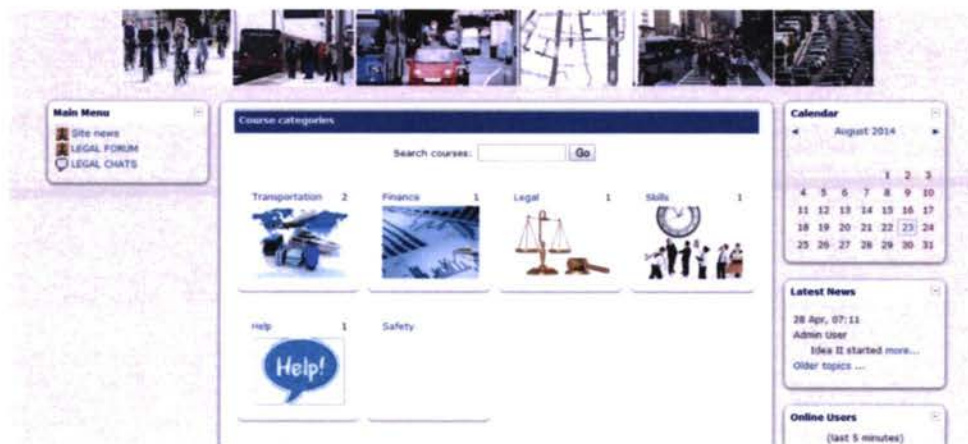 Main Menu
Site news
LEGAL FORUM
LEGAL CHATS
Course categories
Search courses: Go
Transportation 2
Finance 1
Legal 1
Skills 1
Help 1
Safety
Help!
Calendar
August 2014
1 2 3
4 5 6 7 8 9 10
11 12 13 14 15 16 17
18 19 20 21 22 23 24
25 26 27 28 29 30 31
Latest News
28 Apr, 07:11
Admin User
Idea II started more...
Older topics ...
Online Users
(last 5 minutes)